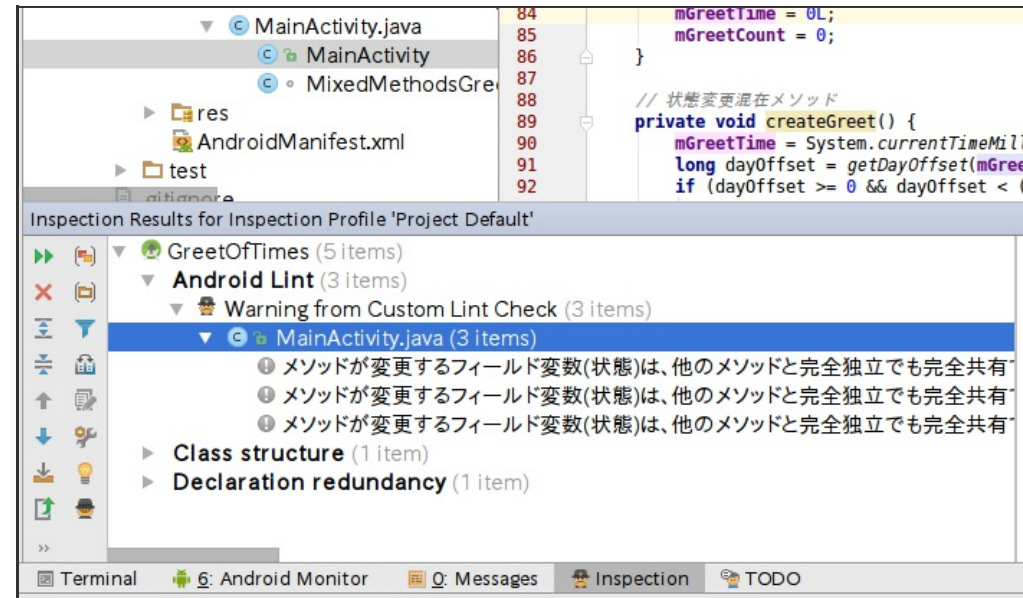 MainActivity.java
MainActivity
MixedMethodsGre
res
AndroidManifest.xml
test
.gitignore
84 mGreetTime = 0L;
85 mGreetCount = 0;
86 }
87
88 // 状態変更混在メソッド
89 private void createGreet() {
90 mGreetTime = System.currentTimeMill
91 long dayOffset = getDayOffset(mGree
92 if (dayOffset >= 0 && dayOffset < (
Inspection Results for Inspection Profile 'Project Default'
GreetOfTimes (5 items)
Android Lint (3 items)
Warning from Custom Lint Check (3 items)
MainActivity.java (3 items)
メソッドが変更するフィールド変数(状態)は、他のメソッドと完全独立でも完全共有で
メソッドが変更するフィールド変数(状態)は、他のメソッドと完全独立でも完全共有で
メソッドが変更するフィールド変数(状態)は、他のメソッドと完全独立でも完全共有で
Class structure (1 item)
Declaration redundancy (1 item)
Terminal 6: Android Monitor 0: Messages Inspection TODO